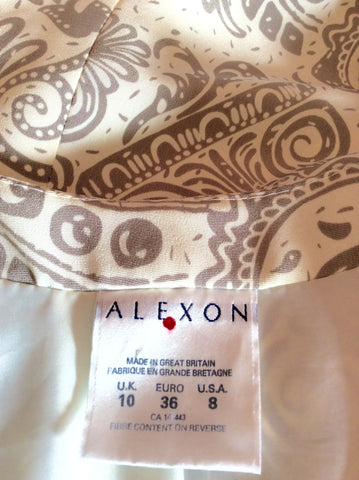 ALEXON
MADE IN GREAT BRITAIN
FABRIQUE EN GRANDE BRETAGNE
U.K. EURO U.S.A.
10 36 8
CA 14 443
FIBRE CONTENT ON REVERSE